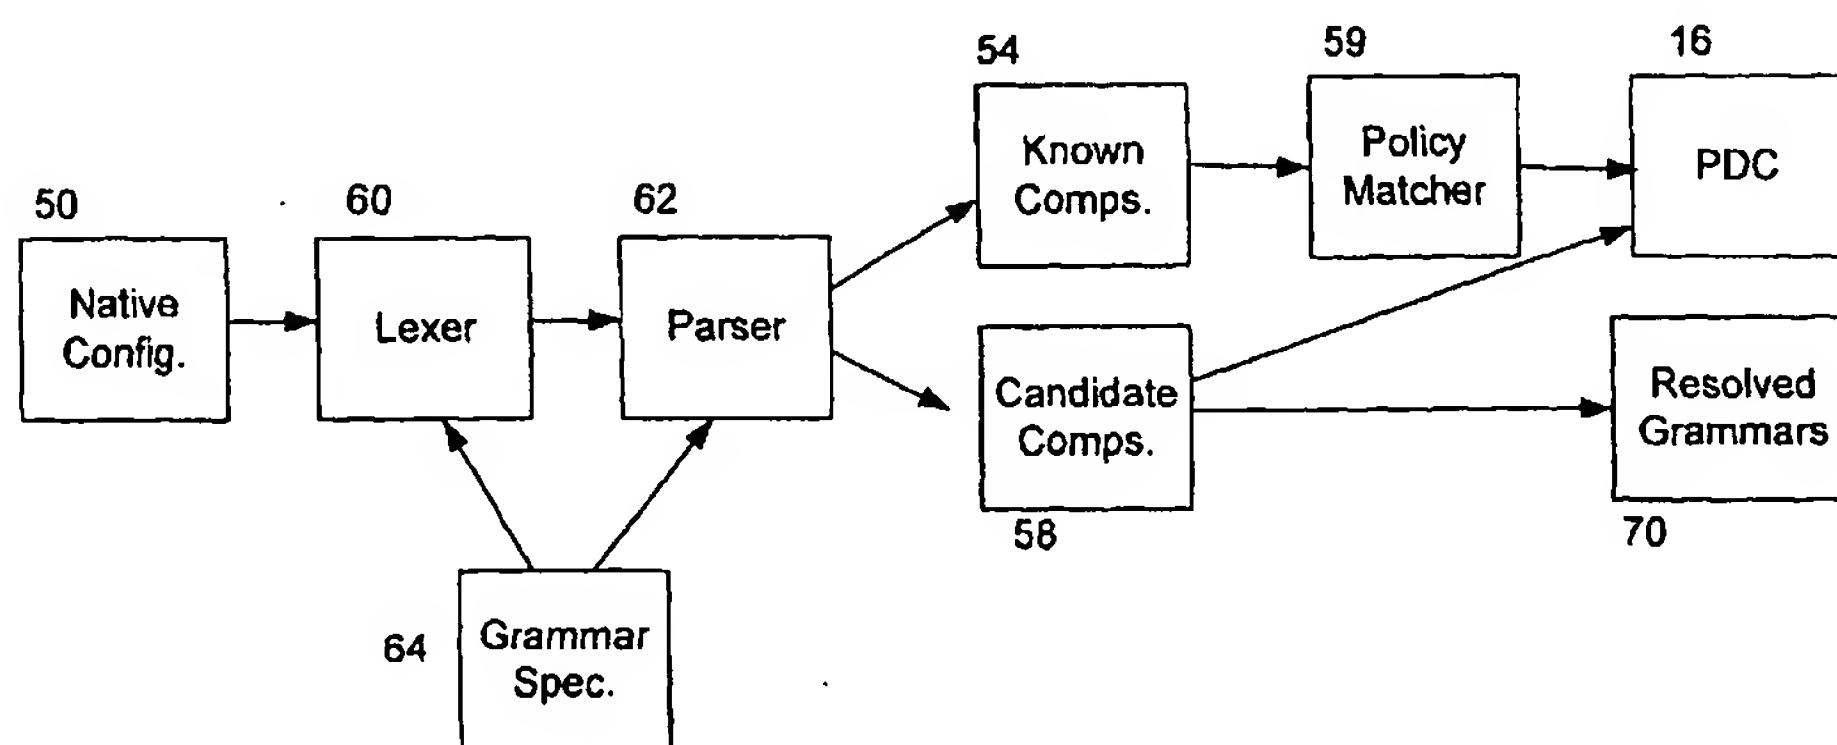 54
59
16
Known
Comps.
Policy
Matcher
PDC
50
60
62
Native
Config.
Lexer
Parser
Candidate
Comps.
58
Resolved
Grammars
70
64
Grammar
Spec.